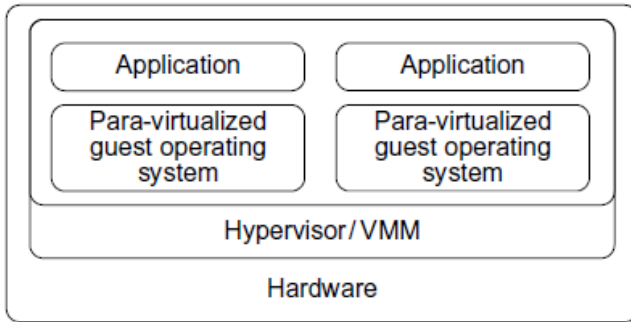 Application
Application
Para-virtualized
guest operating
system
Para-virtualized
guest operating
system
Hypervisor/ VMM
Hardware